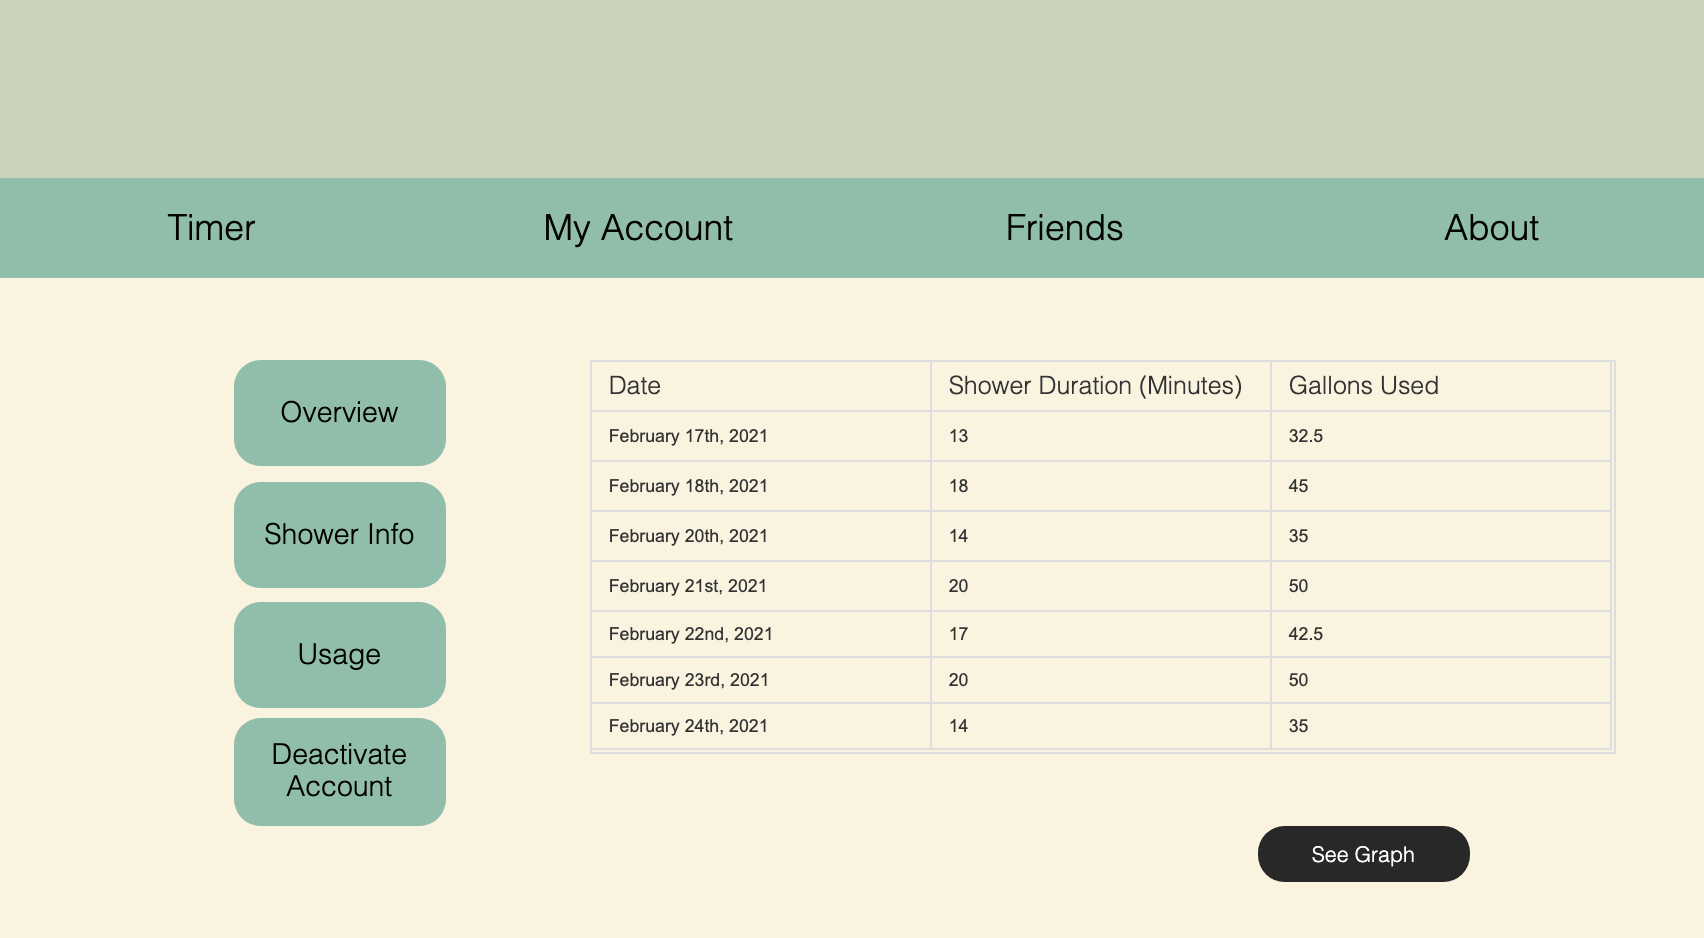 Timer My Account Friends About
Overview
Shower Info
Usage
Deactivate
Account
Date Shower Duration (Minutes) Gallons Used
February 17th, 2021 13 32.5
February 18th, 2021 18 45
February 20th, 2021 14 35
February 21st, 2021 20 50
February 22nd, 2021 17 42.5
February 23rd, 2021 20 50
February 24th, 2021 14 35
See Graph